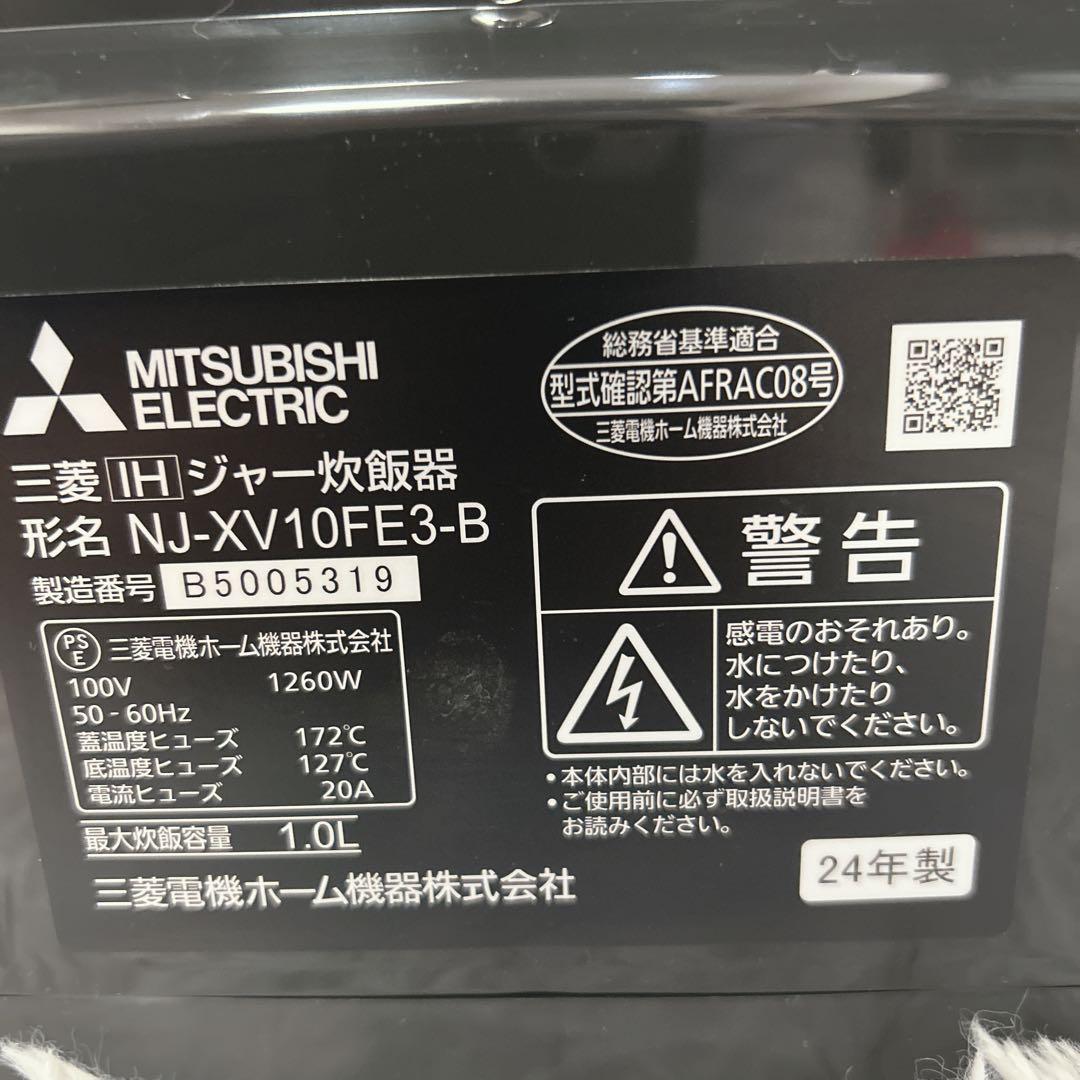 MITSUBISHI
ELECTRIC
三菱 IH ジャー炊飯器
形名 NJ-XV10FE3-B
製造番号 B5005319
PS
E
三菱電機ホーム機器株式会社
100V 1260W
50-60Hz
蓋温度ヒューズ 172℃
底温度ヒューズ 127℃
電流ヒューズ 20A
最大炊飯容量 1.0L
三菱電機ホーム機器株式会社
総務省基準適合
型式確認第AFRAC08号
三菱電機ホーム機器株式会社
警告
感電のおそれあり。
水につけたり、
水をかけたり
しないでください。
・本体内部には水を入れないでください。
・ご使用前に必ず取扱説明書を
お読みください。
24年製